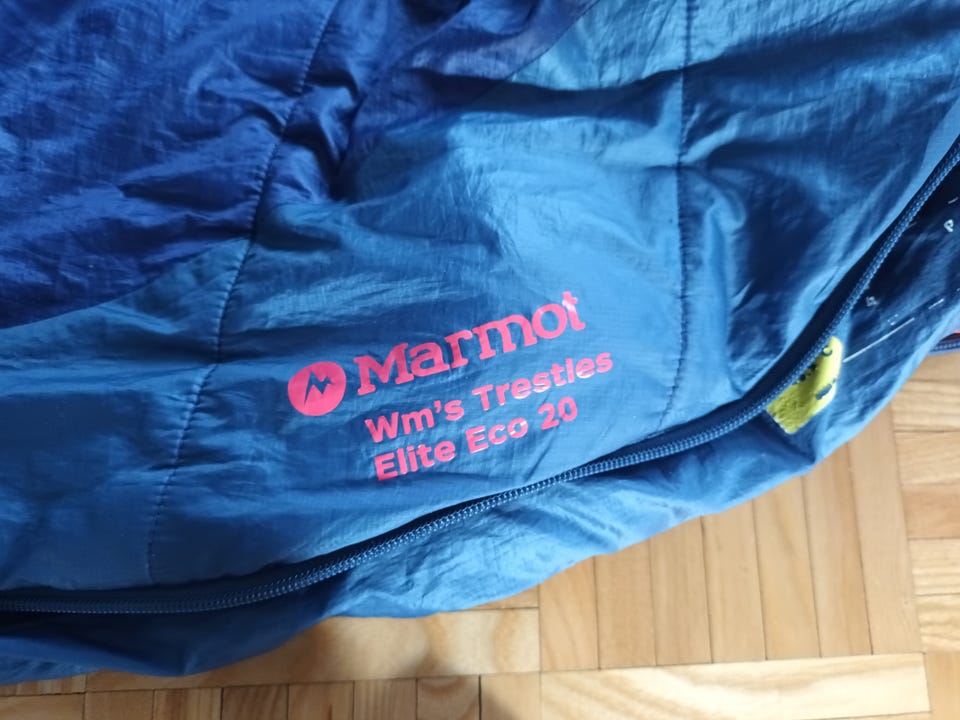 Marmot
Wm's Trestles
Elite Eco 20